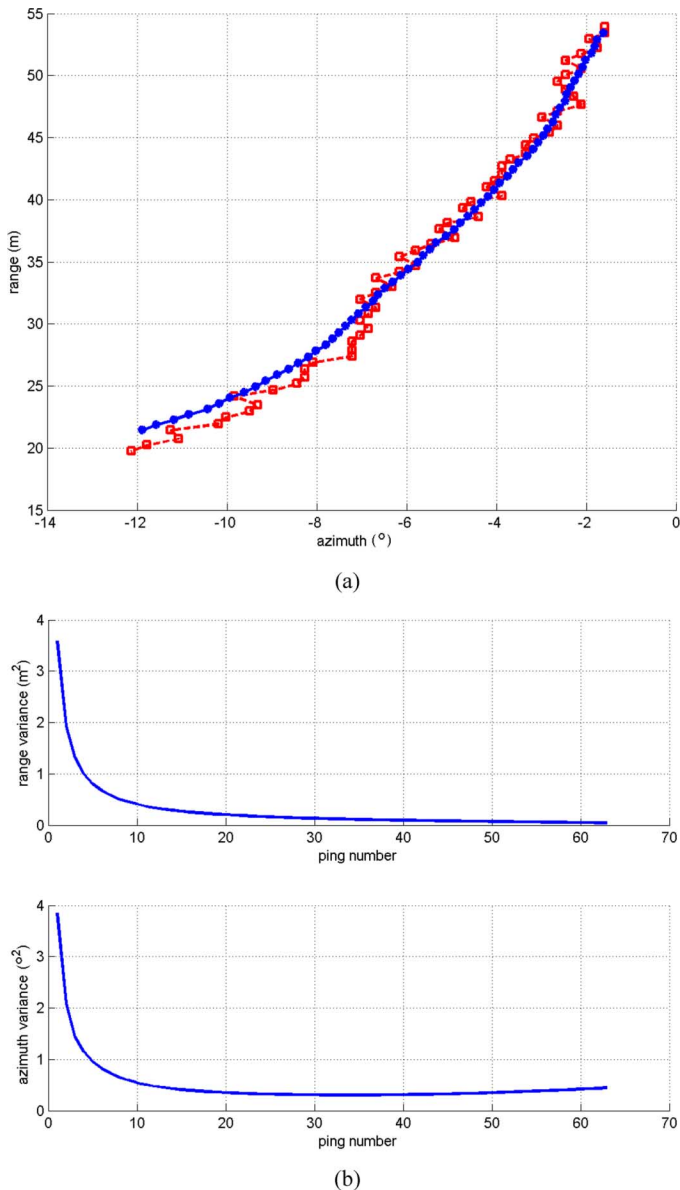 55
50
45
40
35
30
25
20
15
range (m)
-14 -12 -10 -8 -6 -4 -2 0
azimuth (°)
(a)
4
3
2
1
0
range variance (m²)
0 10 20 30 40 50 60 70
ping number
4
3
2
1
0
azimuth variance (°²)
0 10 20 30 40 50 60 70
ping number
(b)